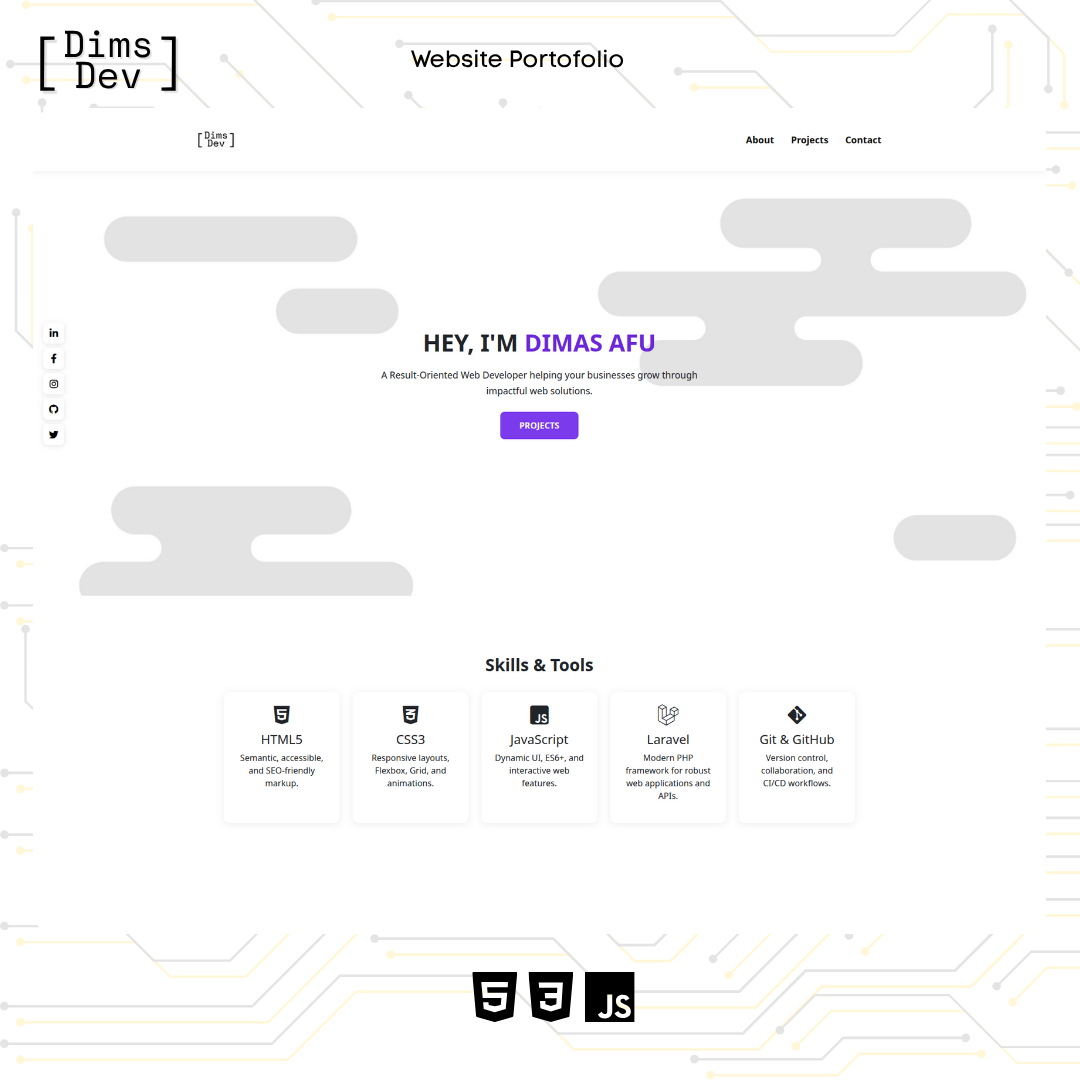 [Dims
Dev]
Website Portofolio
[Dims
Dev]
About Projects Contact
in
f
HEY, I'M DIMAS AFU
A Result-Oriented Web Developer helping your businesses grow through
impactful web solutions.
PROJECTS
Skills & Tools
5
HTML5
Semantic, accessible,
and SEO-friendly
markup.
3
CSS3
Responsive layouts,
Flexbox, Grid, and
animations.
JS
JavaScript
Dynamic UI, ES6+, and
interactive web
features.
Laravel
Modern PHP
framework for robust
web applications and
APIs.
Git & GitHub
Version control,
collaboration, and
CI/CD workflows.
5 3 JS